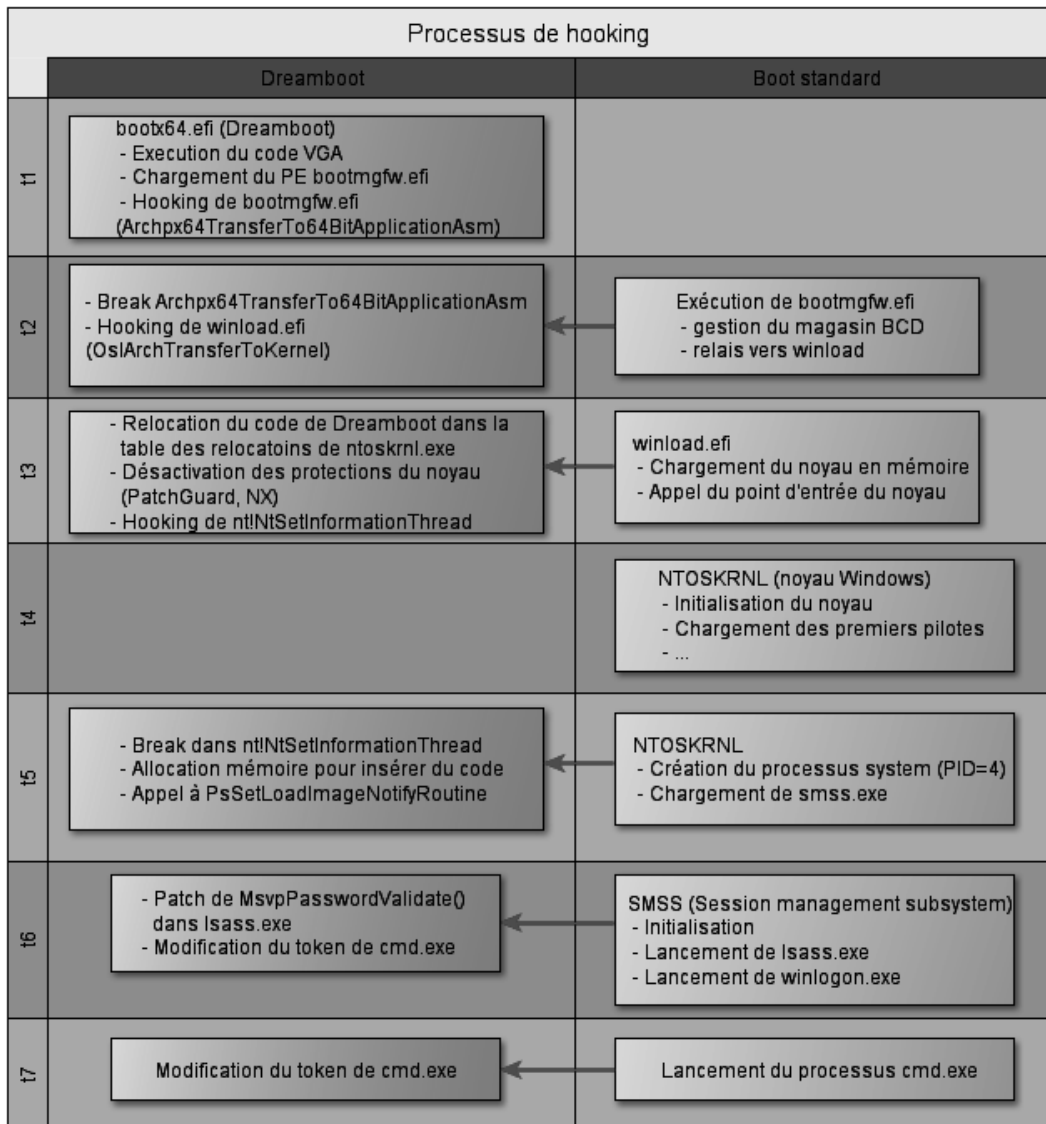 Processus de hooking
Dreamboot
Boot standard
t1
bootx64.efi (Dreamboot)
- Execution du code VGA
- Chargement du PE bootmgfw.efi
- Hooking de bootmgfw.efi
(Archpx64TransferTo64BitApplicationAsm)
t2
- Break Archpx64TransferTo64BitApplicationAsm
- Hooking de winload.efi
(OslArchTransferToKernel)
Exécution de bootmgfw.efi
- gestion du magasin BCD
- relais vers winload
t3
- Relocation du code de Dreamboot dans la
table des relocatoins de ntoskrnl.exe
- Désactivation des protections du noyau
(PatchGuard, NX)
- Hooking de nt!NtSetInformationThread
winload.efi
- Chargement du noyau en mémoire
- Appel du point d'entrée du noyau
t4
NTOSKRNL (noyau Windows)
- Initialisation du noyau
- Chargement des premiers pilotes
- ...
t5
- Break dans nt!NtSetInformationThread
- Allocation mémoire pour insérer du code
- Appel à PsSetLoadImageNotifyRoutine
NTOSKRNL
- Création du processus system (PID=4)
- Chargement de smss.exe
t6
- Patch de MsvpPasswordValidate()
dans lsass.exe
- Modification du token de cmd.exe
SMSS (Session management subsystem)
- Initialisation
- Lancement de lsass.exe
- Lancement de winlogon.exe
t7
Modification du token de cmd.exe
Lancement du processus cmd.exe